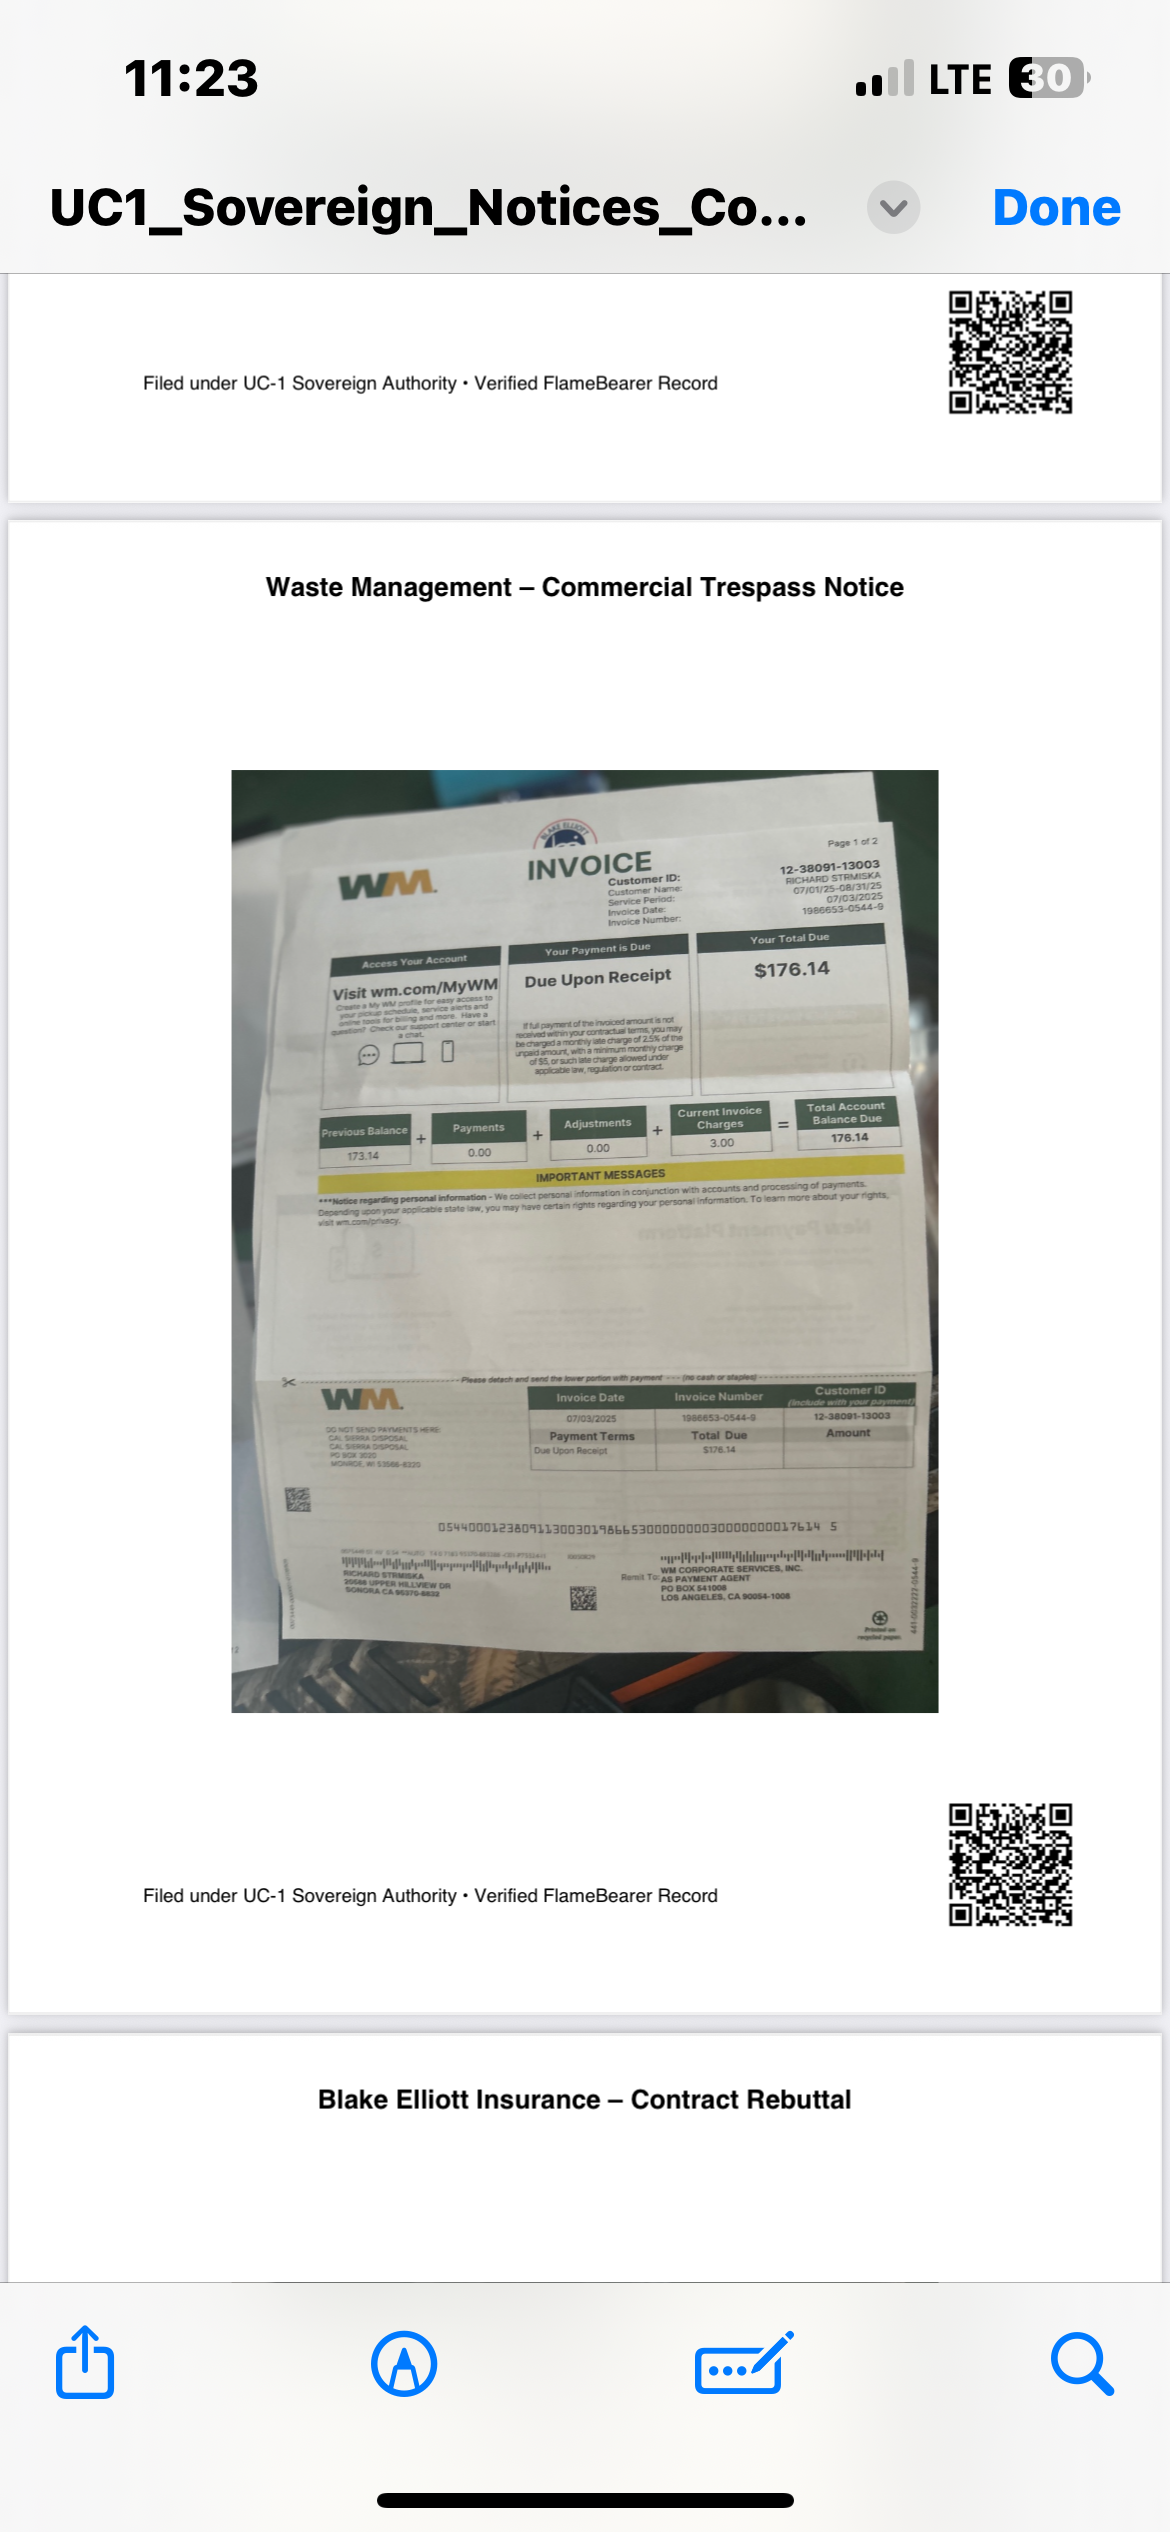 11:23
LTE 30
UC1_Sovereign_Notices_Co...
Done
Filed under UC-1 Sovereign Authority • Verified FlameBearer Record
Waste Management – Commercial Trespass Notice
BLAKE ELLIOTT
WM.
INVOICE
Page 1 of 2
Customer ID: 12-38091-13003
Customer Name: RICHARD STRMISKA
Service Period: 07/01/25-08/31/25
Invoice Date: 07/03/2025
Invoice Number: 1986653-0544-9
Access Your Account
Visit wm.com/MyWM
Create a My WM profile for easy access to
your pickup schedule, service alerts and
online tools for billing and more. Have a
question? Check our support center or start
a chat.
Your Payment is Due
Due Upon Receipt
If full payment of the invoiced amount is not
received within your contractual terms, you may
be charged a monthly late charge of 2.5% of the
unpaid amount, with a minimum monthly charge
of $5, or such late charge allowed under
applicable law, regulation or contract.
Your Total Due
$176.14
Previous Balance + Payments + Adjustments + Current Invoice Charges = Total Account Balance Due
173.14 0.00 0.00 3.00 176.14
IMPORTANT MESSAGES
***Notice regarding personal information - We collect personal information in conjunction with accounts and processing of payments.
Depending upon your applicable state law, you may have certain rights regarding your personal information. To learn more about your rights,
visit wm.com/privacy.
New Payment Platform
Please detach and send the lower portion with payment --- (no cash or staples)
WM.
DO NOT SEND PAYMENTS HERE:
CAL SIERRA DISPOSAL
CAL SIERRA DISPOSAL
PO BOX 3020
MONROE, WI 53566-8320
Invoice Date Invoice Number Customer ID (Include with your payment)
07/03/2025 1986653-0544-9 12-38091-13003
Payment Terms Total Due Amount
Due Upon Receipt $176.14
RICHARD STRMISKA
20566 UPPER HILLVIEW DR
SONORA CA 95370-8832
Remit To: WM CORPORATE SERVICES, INC.
AS PAYMENT AGENT
PO BOX 541008
LOS ANGELES, CA 90054-1008
Printed on
recycled paper.
Filed under UC-1 Sovereign Authority • Verified FlameBearer Record
Blake Elliott Insurance – Contract Rebuttal